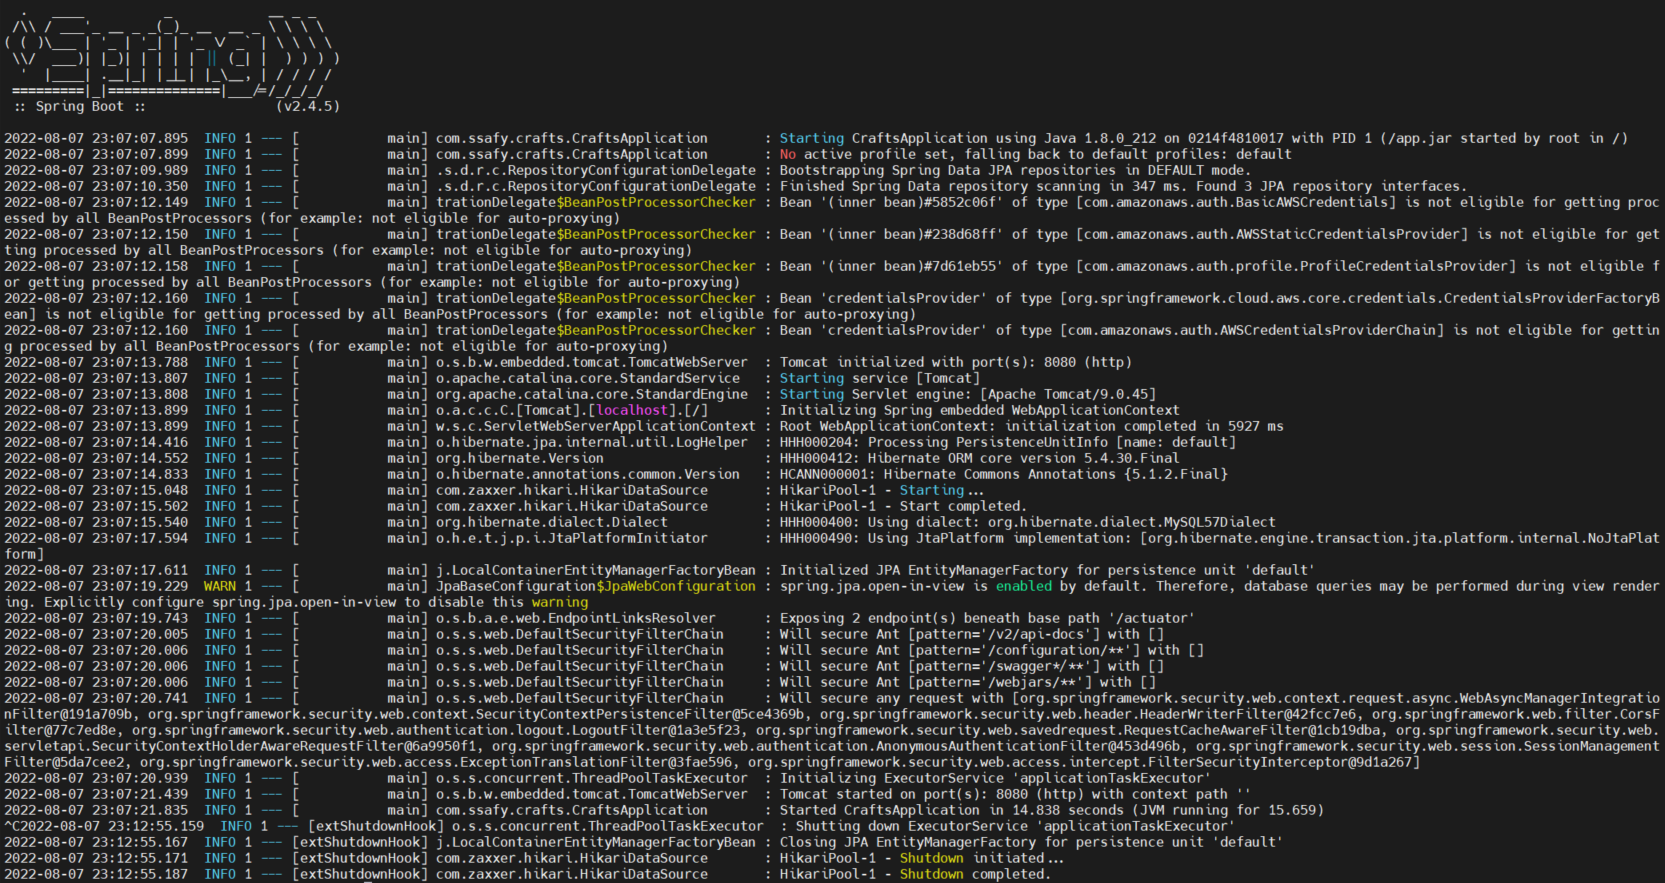 .   ____          _            __ _ _
 /\\ / ___'_ __ _ _(_)_ __  __ _ \ \ \ \
( ( )\___ | '_ | '_| | '_ \/ _` | \ \ \ \
 \\/  ___)| |_)| | | | | || (_| |  ) ) ) )
  '  |____| .__|_| |_|_| |_\__, | / / / /
 =========|_|==============|___/=/_/_/_/
 :: Spring Boot ::                (v2.4.5)
2022-08-07 23:07:07.895  INFO 1 --- [           main] com.ssafy.crafts.CraftsApplication       : Starting CraftsApplication using Java 1.8.0_212 on 0214f4810017 with PID 1 (/app.jar started by root in /)
2022-08-07 23:07:07.899  INFO 1 --- [           main] com.ssafy.crafts.CraftsApplication       : No active profile set, falling back to default profiles: default
2022-08-07 23:07:09.989  INFO 1 --- [           main] .s.d.r.c.RepositoryConfigurationDelegate : Bootstrapping Spring Data JPA repositories in DEFAULT mode.
2022-08-07 23:07:10.350  INFO 1 --- [           main] .s.d.r.c.RepositoryConfigurationDelegate : Finished Spring Data repository scanning in 347 ms. Found 3 JPA repository interfaces.
2022-08-07 23:07:12.149  INFO 1 --- [           main] trationDelegate$BeanPostProcessorChecker : Bean '(inner bean)#5852c06f' of type [com.amazonaws.auth.BasicAWSCredentials] is not eligible for getting proc
essed by all BeanPostProcessors (for example: not eligible for auto-proxying)
2022-08-07 23:07:12.150  INFO 1 --- [           main] trationDelegate$BeanPostProcessorChecker : Bean '(inner bean)#238d68ff' of type [com.amazonaws.auth.AWSStaticCredentialsProvider] is not eligible for get
ting processed by all BeanPostProcessors (for example: not eligible for auto-proxying)
2022-08-07 23:07:12.158  INFO 1 --- [           main] trationDelegate$BeanPostProcessorChecker : Bean '(inner bean)#7d61eb55' of type [com.amazonaws.auth.profile.ProfileCredentialsProvider] is not eligible f
or getting processed by all BeanPostProcessors (for example: not eligible for auto-proxying)
2022-08-07 23:07:12.160  INFO 1 --- [           main] trationDelegate$BeanPostProcessorChecker : Bean 'credentialsProvider' of type [org.springframework.cloud.aws.core.credentials.CredentialsProviderFactoryB
ean] is not eligible for getting processed by all BeanPostProcessors (for example: not eligible for auto-proxying)
2022-08-07 23:07:12.160  INFO 1 --- [           main] trationDelegate$BeanPostProcessorChecker : Bean 'credentialsProvider' of type [com.amazonaws.auth.AWSCredentialsProviderChain] is not eligible for gettin
g processed by all BeanPostProcessors (for example: not eligible for auto-proxying)
2022-08-07 23:07:13.788  INFO 1 --- [           main] o.s.b.w.embedded.tomcat.TomcatWebServer  : Tomcat initialized with port(s): 8080 (http)
2022-08-07 23:07:13.807  INFO 1 --- [           main] o.apache.catalina.core.StandardService   : Starting service [Tomcat]
2022-08-07 23:07:13.808  INFO 1 --- [           main] org.apache.catalina.core.StandardEngine  : Starting Servlet engine: [Apache Tomcat/9.0.45]
2022-08-07 23:07:13.899  INFO 1 --- [           main] o.a.c.c.C.[Tomcat].[localhost].[/]       : Initializing Spring embedded WebApplicationContext
2022-08-07 23:07:13.899  INFO 1 --- [           main] w.s.c.ServletWebServerApplicationContext : Root WebApplicationContext: initialization completed in 5927 ms
2022-08-07 23:07:14.416  INFO 1 --- [           main] o.hibernate.jpa.internal.util.LogHelper  : HHH000204: Processing PersistenceUnitInfo [name: default]
2022-08-07 23:07:14.552  INFO 1 --- [           main] org.hibernate.Version                    : HHH000412: Hibernate ORM core version 5.4.30.Final
2022-08-07 23:07:14.833  INFO 1 --- [           main] o.hibernate.annotations.common.Version   : HCANN000001: Hibernate Commons Annotations {5.1.2.Final}
2022-08-07 23:07:15.048  INFO 1 --- [           main] com.zaxxer.hikari.HikariDataSource       : HikariPool-1 - Starting...
2022-08-07 23:07:15.502  INFO 1 --- [           main] com.zaxxer.hikari.HikariDataSource       : HikariPool-1 - Start completed.
2022-08-07 23:07:15.540  INFO 1 --- [           main] org.hibernate.dialect.Dialect            : HHH000400: Using dialect: org.hibernate.dialect.MySQL57Dialect
2022-08-07 23:07:17.594  INFO 1 --- [           main] o.h.e.t.j.p.i.JtaPlatformInitiator       : HHH000490: Using JtaPlatform implementation: [org.hibernate.engine.transaction.jta.platform.internal.NoJtaPlat
form]
2022-08-07 23:07:17.611  INFO 1 --- [           main] j.LocalContainerEntityManagerFactoryBean : Initialized JPA EntityManagerFactory for persistence unit 'default'
2022-08-07 23:07:19.229  WARN 1 --- [           main] JpaBaseConfiguration$JpaWebConfiguration : spring.jpa.open-in-view is enabled by default. Therefore, database queries may be performed during view render
ing. Explicitly configure spring.jpa.open-in-view to disable this warning
2022-08-07 23:07:19.743  INFO 1 --- [           main] o.s.b.a.e.web.EndpointLinksResolver      : Exposing 2 endpoint(s) beneath base path '/actuator'
2022-08-07 23:07:20.005  INFO 1 --- [           main] o.s.s.web.DefaultSecurityFilterChain     : Will secure Ant [pattern='/v2/api-docs'] with []
2022-08-07 23:07:20.006  INFO 1 --- [           main] o.s.s.web.DefaultSecurityFilterChain     : Will secure Ant [pattern='/configuration/**'] with []
2022-08-07 23:07:20.006  INFO 1 --- [           main] o.s.s.web.DefaultSecurityFilterChain     : Will secure Ant [pattern='/swagger*/**'] with []
2022-08-07 23:07:20.006  INFO 1 --- [           main] o.s.s.web.DefaultSecurityFilterChain     : Will secure Ant [pattern='/webjars/**'] with []
2022-08-07 23:07:20.741  INFO 1 --- [           main] o.s.s.web.DefaultSecurityFilterChain     : Will secure any request with [org.springframework.security.web.context.request.async.WebAsyncManagerIntegratio
nFilter@191a709b, org.springframework.security.web.context.SecurityContextPersistenceFilter@5ce4369b, org.springframework.security.web.header.HeaderWriterFilter@42fcc7e6, org.springframework.web.filter.CorsF
ilter@77c7ed8e, org.springframework.security.web.authentication.logout.LogoutFilter@1a3e5f23, org.springframework.security.web.savedrequest.RequestCacheAwareFilter@1cb19dba, org.springframework.security.web.
servletapi.SecurityContextHolderAwareRequestFilter@6a9950f1, org.springframework.security.web.authentication.AnonymousAuthenticationFilter@453d496b, org.springframework.security.web.session.SessionManagement
Filter@5da7cee2, org.springframework.security.web.access.ExceptionTranslationFilter@3fae596, org.springframework.security.web.access.intercept.FilterSecurityInterceptor@9d1a267]
2022-08-07 23:07:20.939  INFO 1 --- [           main] o.s.s.concurrent.ThreadPoolTaskExecutor  : Initializing ExecutorService 'applicationTaskExecutor'
2022-08-07 23:07:21.439  INFO 1 --- [           main] o.s.b.w.embedded.tomcat.TomcatWebServer  : Tomcat started on port(s): 8080 (http) with context path ''
2022-08-07 23:07:21.835  INFO 1 --- [           main] com.ssafy.crafts.CraftsApplication       : Started CraftsApplication in 14.838 seconds (JVM running for 15.659)
^C2022-08-07 23:12:55.159  INFO 1 --- [extShutdownHook] o.s.s.concurrent.ThreadPoolTaskExecutor  : Shutting down ExecutorService 'applicationTaskExecutor'
2022-08-07 23:12:55.167  INFO 1 --- [extShutdownHook] j.LocalContainerEntityManagerFactoryBean : Closing JPA EntityManagerFactory for persistence unit 'default'
2022-08-07 23:12:55.171  INFO 1 --- [extShutdownHook] com.zaxxer.hikari.HikariDataSource       : HikariPool-1 - Shutdown initiated...
2022-08-07 23:12:55.187  INFO 1 --- [extShutdownHook] com.zaxxer.hikari.HikariDataSource       : HikariPool-1 - Shutdown completed.